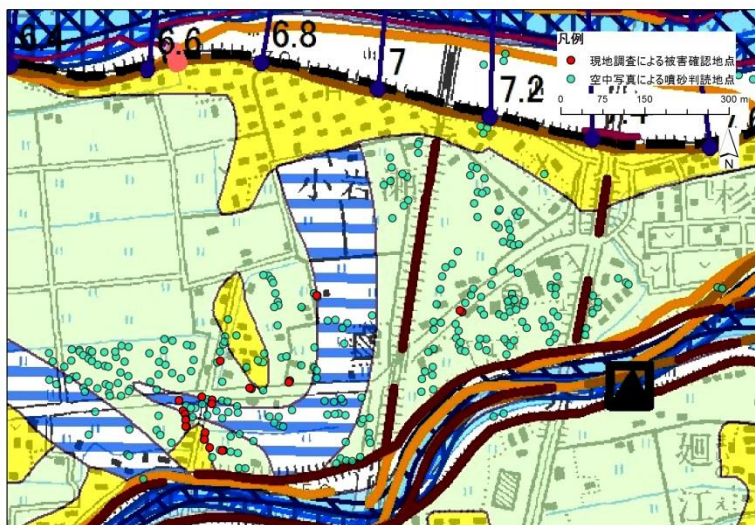 6.4
6.6
6.8
7
7.2
凡例
現地調査による被害確認地点
空中写真による噴砂判読地点
0 75 150 300 m
N
小岩
廻
江